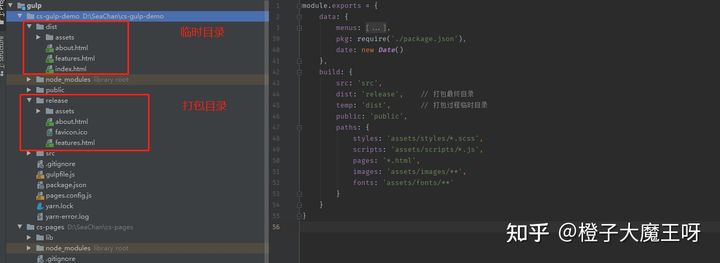 gulp
cs-gulp-demo D:\SeaChan\cs-gulp-demo
dist
assets
about.html
features.html
index.html
node_modules library root
public
release
assets
about.html
favicon.ico
features.html
src
.gitignore
gulpfile.js
package.json
pages.config.js
yarn.lock
yarn-error.log
cs-pages D:\SeaChan\cs-pages
lib
node_modules library root
.gitignore
临时目录
打包目录
module.exports = {
data: {
menus: [...],
pkg: require('./package.json'),
date: new Date()
},
build: {
src: 'src',
dist: 'release', // 打包最终目录
temp: 'dist', // 打包过程临时目录
public: 'public',
paths: {
styles: 'assets/styles/*.scss',
scripts: 'assets/scripts/*.js',
pages: '*.html',
images: 'assets/images/**',
fonts: 'assets/fonts/**'
}
}
}
56
知乎 @橙子大魔王呀